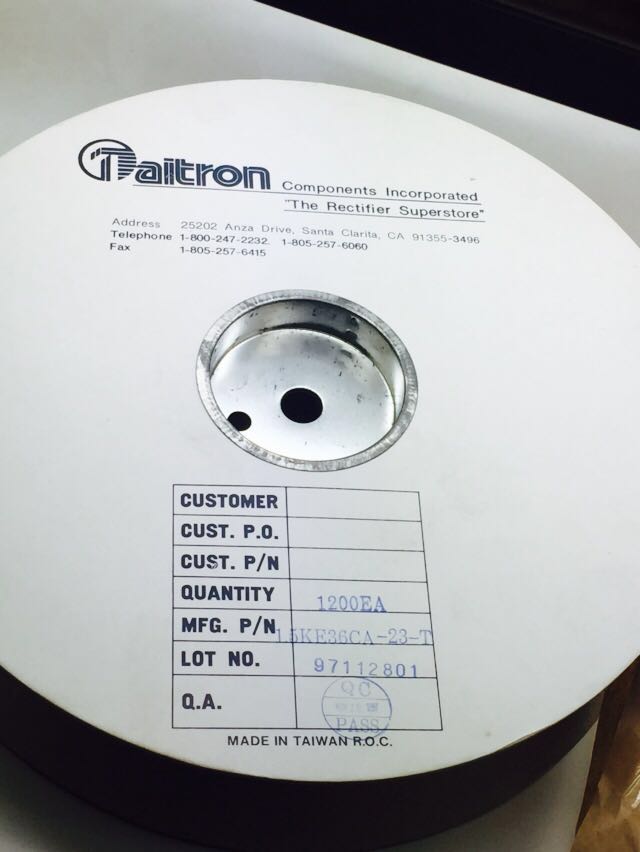 Taitron Components Incorporated
"The Rectifier Superstore"
Address 25202 Anza Drive, Santa Clarita, CA 91355-3496
Telephone 1-800-247-2232. 1-805-257-6060
Fax 1-805-257-6415
CUSTOMER
CUST. P.O.
CUST. P/N
QUANTITY 1200EA
MFG. P/N 1.5KE36CA-23-T
LOT NO. 97112801
Q.A. QC
PASS
MADE IN TAIWAN R.O.C.